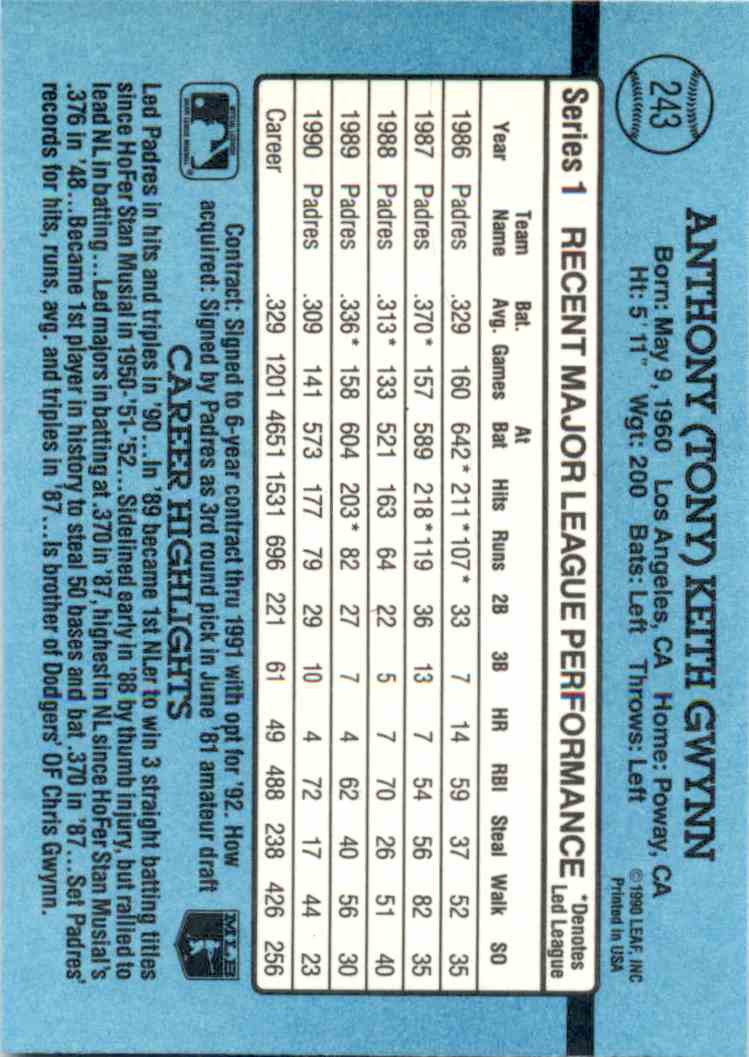 243
ANTHONY (TONY) KEITH GWYNN
Born: May 9, 1960 Los Angeles, CA Home: Poway, CA
Ht: 5' 11" Wgt: 200 Bats: Left Throws: Left
©1990 LEAF, INC
Printed in USA
Series 1 RECENT MAJOR LEAGUE PERFORMANCE *Denotes Led League
Year Team Name Bat. Avg. Games At Bat Hits Runs 2B 3B HR RBI Steal Walk SO
1986 Padres .329 160 642* 211* 107* 33 7 14 59 37 52 35
1987 Padres .370* 157 589 218* 119 36 13 7 54 56 82 35
1988 Padres .313* 133 521 163 64 22 5 7 70 26 51 40
1989 Padres .336* 158 604 203* 82 27 7 4 62 40 56 30
1990 Padres .309 141 573 177 79 29 10 4 72 17 44 23
Career .329 1201 4651 1531 696 221 61 49 488 238 426 256
Contract: Signed to 6-year contract thru 1991 with opt for '92. How
acquired: Signed by Padres as 3rd round pick in June '81 amateur draft
MLB
CAREER HIGHLIGHTS
Led Padres in hits and triples in '90 ... In '89 became 1st NLer to win 3 straight batting titles
since HoFer Stan Musial in 1950-'51-'52 ... Sidelined early in '88 by thumb injury, but rallied to
lead NL in batting ... Led majors in batting at .370 in '87, highest in NL since HoFer Stan Musial's
.376 in '48 ... Became 1st player in history to steal 50 bases and bat .370 in '87 ... Set Padres'
records for hits, runs, avg. and triples in '87 ... Is brother of Dodgers' OF Chris Gwynn.